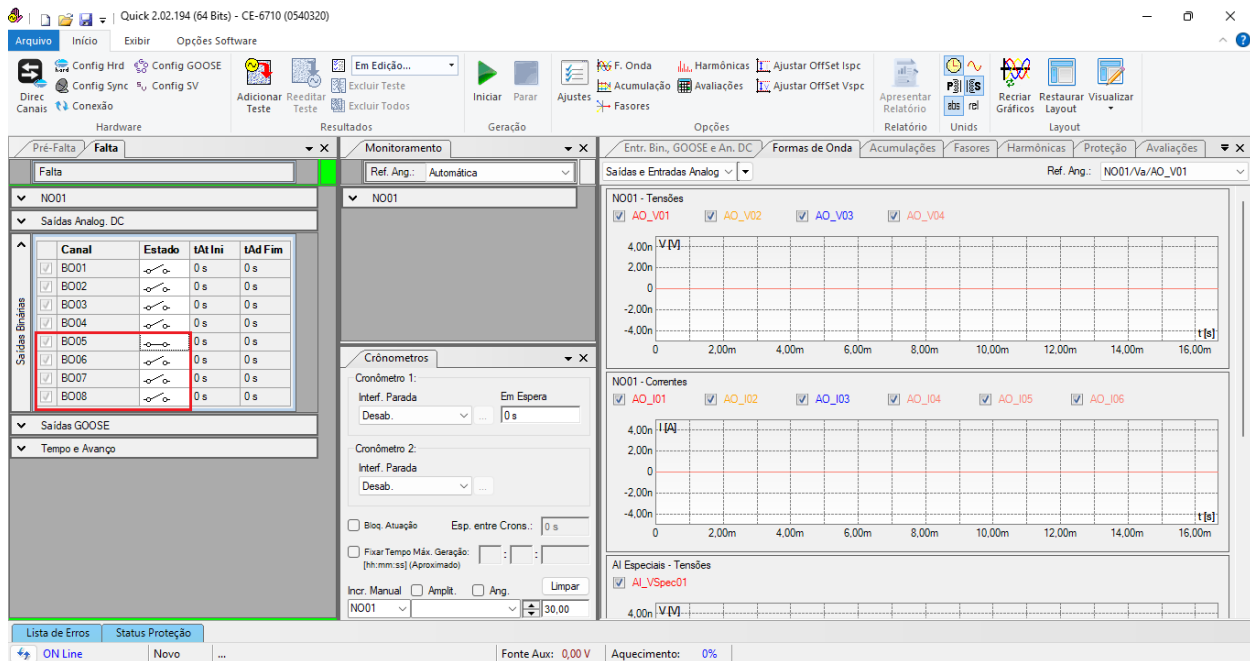 Quick 2.02.194 (64 Bits) - CE-6710 (0540320)
Arquivo Início Exibir Opções Software
Direc Canais
Config Hrd
Config Sync
Conexão
Config GOOSE
Config SV
Hardware
Adicionar Teste
Reeditar Teste
Em Edição...
Excluir Teste
Excluir Todos
Resultados
Iniciar Parar
Geração
Ajustes
F. Onda
Acumulação
Fasores
Harmônicas
Avaliações
Ajustar OffSet Ispc
Ajustar OffSet Vspc
Opções
Apresentar Relatório
Relatório
abs rel
Unids
Recriar Gráficos
Restaurar Layout
Visualizar
Layout
Pré-Falta Falta
Falta
NO01
Saídas Analog. DC
Saídas Binárias
Canal Estado tAt Ini tAd Fim
BO01 0 s 0 s
BO02 0 s 0 s
BO03 0 s 0 s
BO04 0 s 0 s
BO05 0 s 0 s
BO06 0 s 0 s
BO07 0 s 0 s
BO08 0 s 0 s
Saídas GOOSE
Tempo e Avanço
Monitoramento
Ref. Ang.: Automática
NO01
Crônometros
Cronômetro 1:
Interf. Parada Em Espera
Desab. ... 0 s
Cronômetro 2:
Interf. Parada
Desab. ...
Bloq. Atuação Esp. entre Crons.: 0 s
Fixar Tempo Máx. Geração: : :
[hh:mm:ss] (Aproximado)
Limpar
Incr. Manual Amplit. Ang.
NO01 30,00
Entr. Bin., GOOSE e An. DC Formas de Onda Acumulações Fasores Harmônicas Proteção Avaliações
Saídas e Entradas Analog Ref. Ang.: NO01/Va/AO_V01
NO01 - Tensões
AO_V01 AO_V02 AO_V03 AO_V04
V [V]
4,00n
2,00n
0
-2,00n
-4,00n
t [s]
0 2,00m 4,00m 6,00m 8,00m 10,00m 12,00m 14,00m 16,00m
NO01 - Correntes
AO_I01 AO_I02 AO_I03 AO_I04 AO_I05 AO_I06
I [A]
4,00n
2,00n
0
-2,00n
-4,00n
t [s]
0 2,00m 4,00m 6,00m 8,00m 10,00m 12,00m 14,00m 16,00m
AI Especiais - Tensões
AI_VSpec01
4,00n V [V]
Lista de Erros Status Proteção
ON Line Novo ... Fonte Aux: 0,00 V Aquecimento: 0%